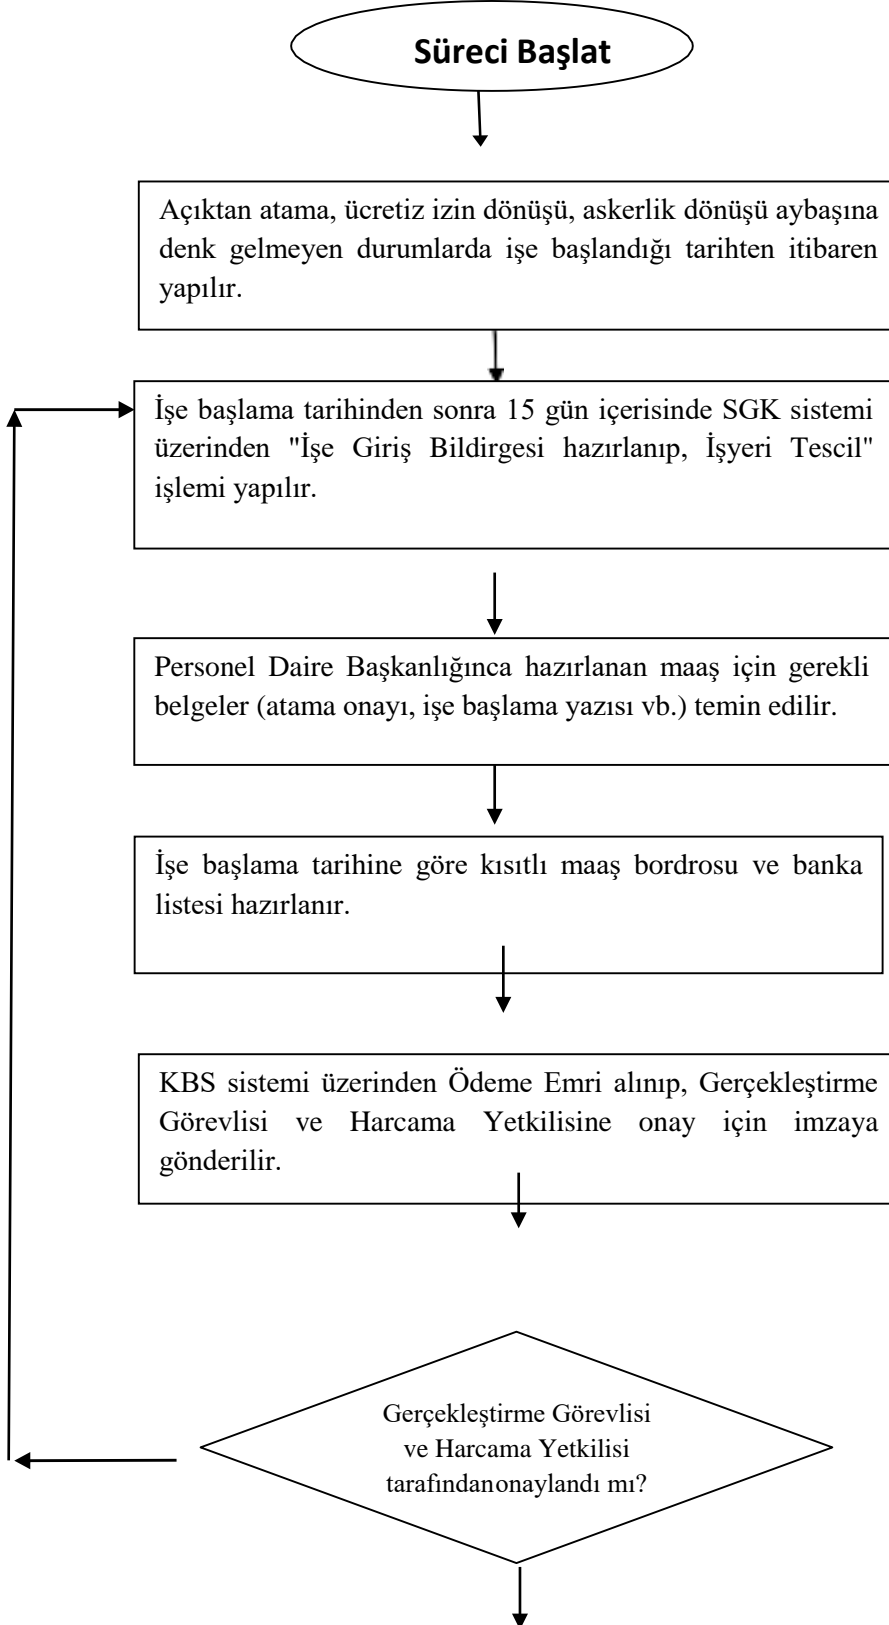 Süreci Başlat
Açıktan atama, ücretiz izin dönüşü, askerlik dönüşü aybaşına
denk gelmeyen durumlarda işe başlandığı tarihten itibaren
yapılır.
İşe başlama tarihinden sonra 15 gün içerisinde SGK sistemi
üzerinden "İşe Giriş Bildirgesi hazırlanıp, İşyeri Tescil"
işlemi yapılır.
Personel Daire Başkanlığınca hazırlanan maaş için gerekli
belgeler (atama onayı, işe başlama yazısı vb.) temin edilir.
İşe başlama tarihine göre kısıtlı maaş bordrosu ve banka
listesi hazırlanır.
KBS sistemi üzerinden Ödeme Emri alınıp, Gerçekleştirme
Görevlisi ve Harcama Yetkilisine onay için imzaya
gönderilir.
Gerçekleştirme Görevlisi
ve Harcama Yetkilisi
tarafındanonaylandı mı?